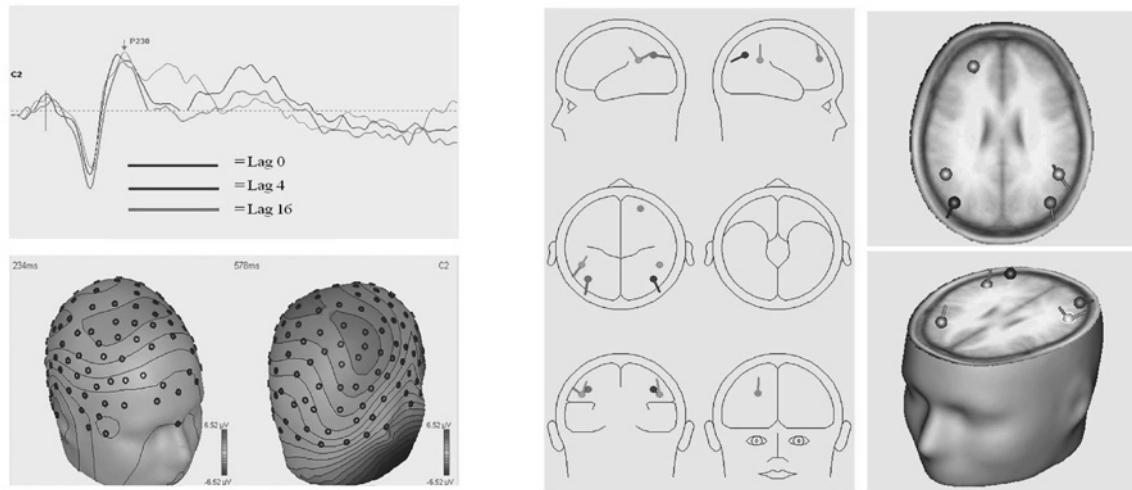 P230
C2
= Lag 0
= Lag 4
= Lag 16
234ms 578ms C2
6.52 µV 6.52 µV
-6.52 µV -6.52 µV